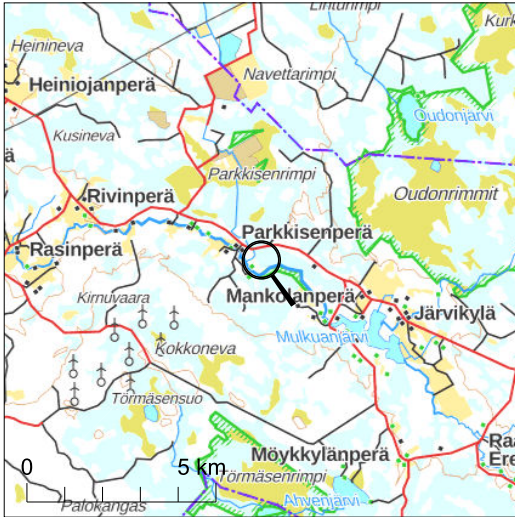 Linturimpi
Heinineva
Kurk
Navettarimpi
Heiniojanperä
Oudonjärvi
Kusineva
ä
Parkkisenrimpi
Rivinperä
Oudonrimmit
Parkkisenperä
Rasinperä
Kirnuvaara
Mankolanperä
Järvikylä
Mulkuanjärvi
Kokkoneva
Törmäsensuo
Möykkylänperä
Raa
Ere
0 5 km
Törmäsenrimpi
Palokangas
Ahvenjärvi